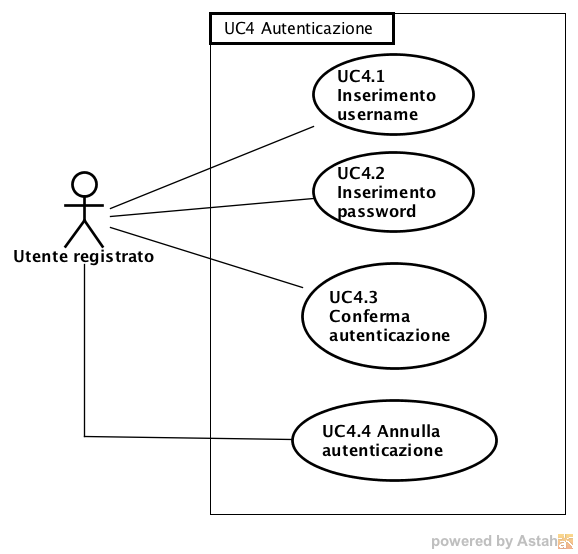 UC4 Autenticazione
UC4.1
Inserimento
username
UC4.2
Inserimento
password
Utente registrato
UC4.3
Conferma
autenticazione
UC4.4 Annulla
autenticazione
powered by Astah